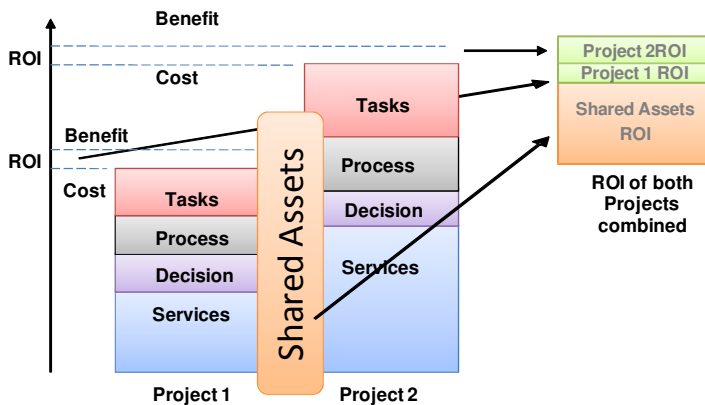 Benefit
ROI
Cost
Benefit
ROI
Cost
Tasks
Process
Decision
Services
Project 1
Shared Assets
Tasks
Process
Decision
Services
Project 2
Project 2ROI
Project 1 ROI
Shared Assets
ROI
ROI of both
Projects
combined